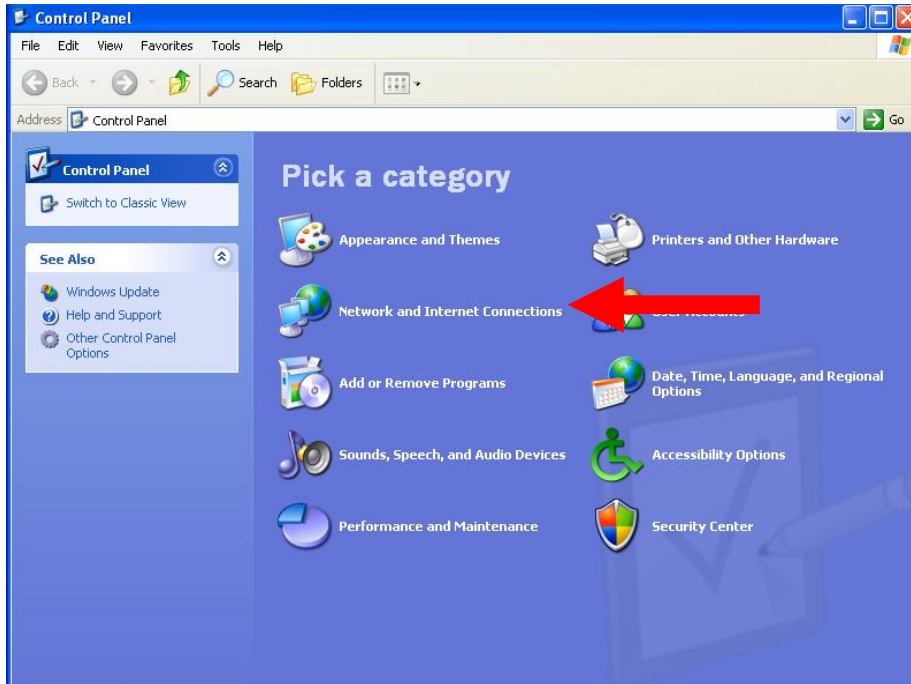 Control Panel
File Edit View Favorites Tools Help
Back Search Folders
Address Control Panel Go
Control Panel
Switch to Classic View
See Also
Windows Update
Help and Support
Other Control Panel
Options
Pick a category
Appearance and Themes
Printers and Other Hardware
Network and Internet Connections
User Accounts
Add or Remove Programs
Date, Time, Language, and Regional
Options
Sounds, Speech, and Audio Devices
Accessibility Options
Performance and Maintenance
Security Center